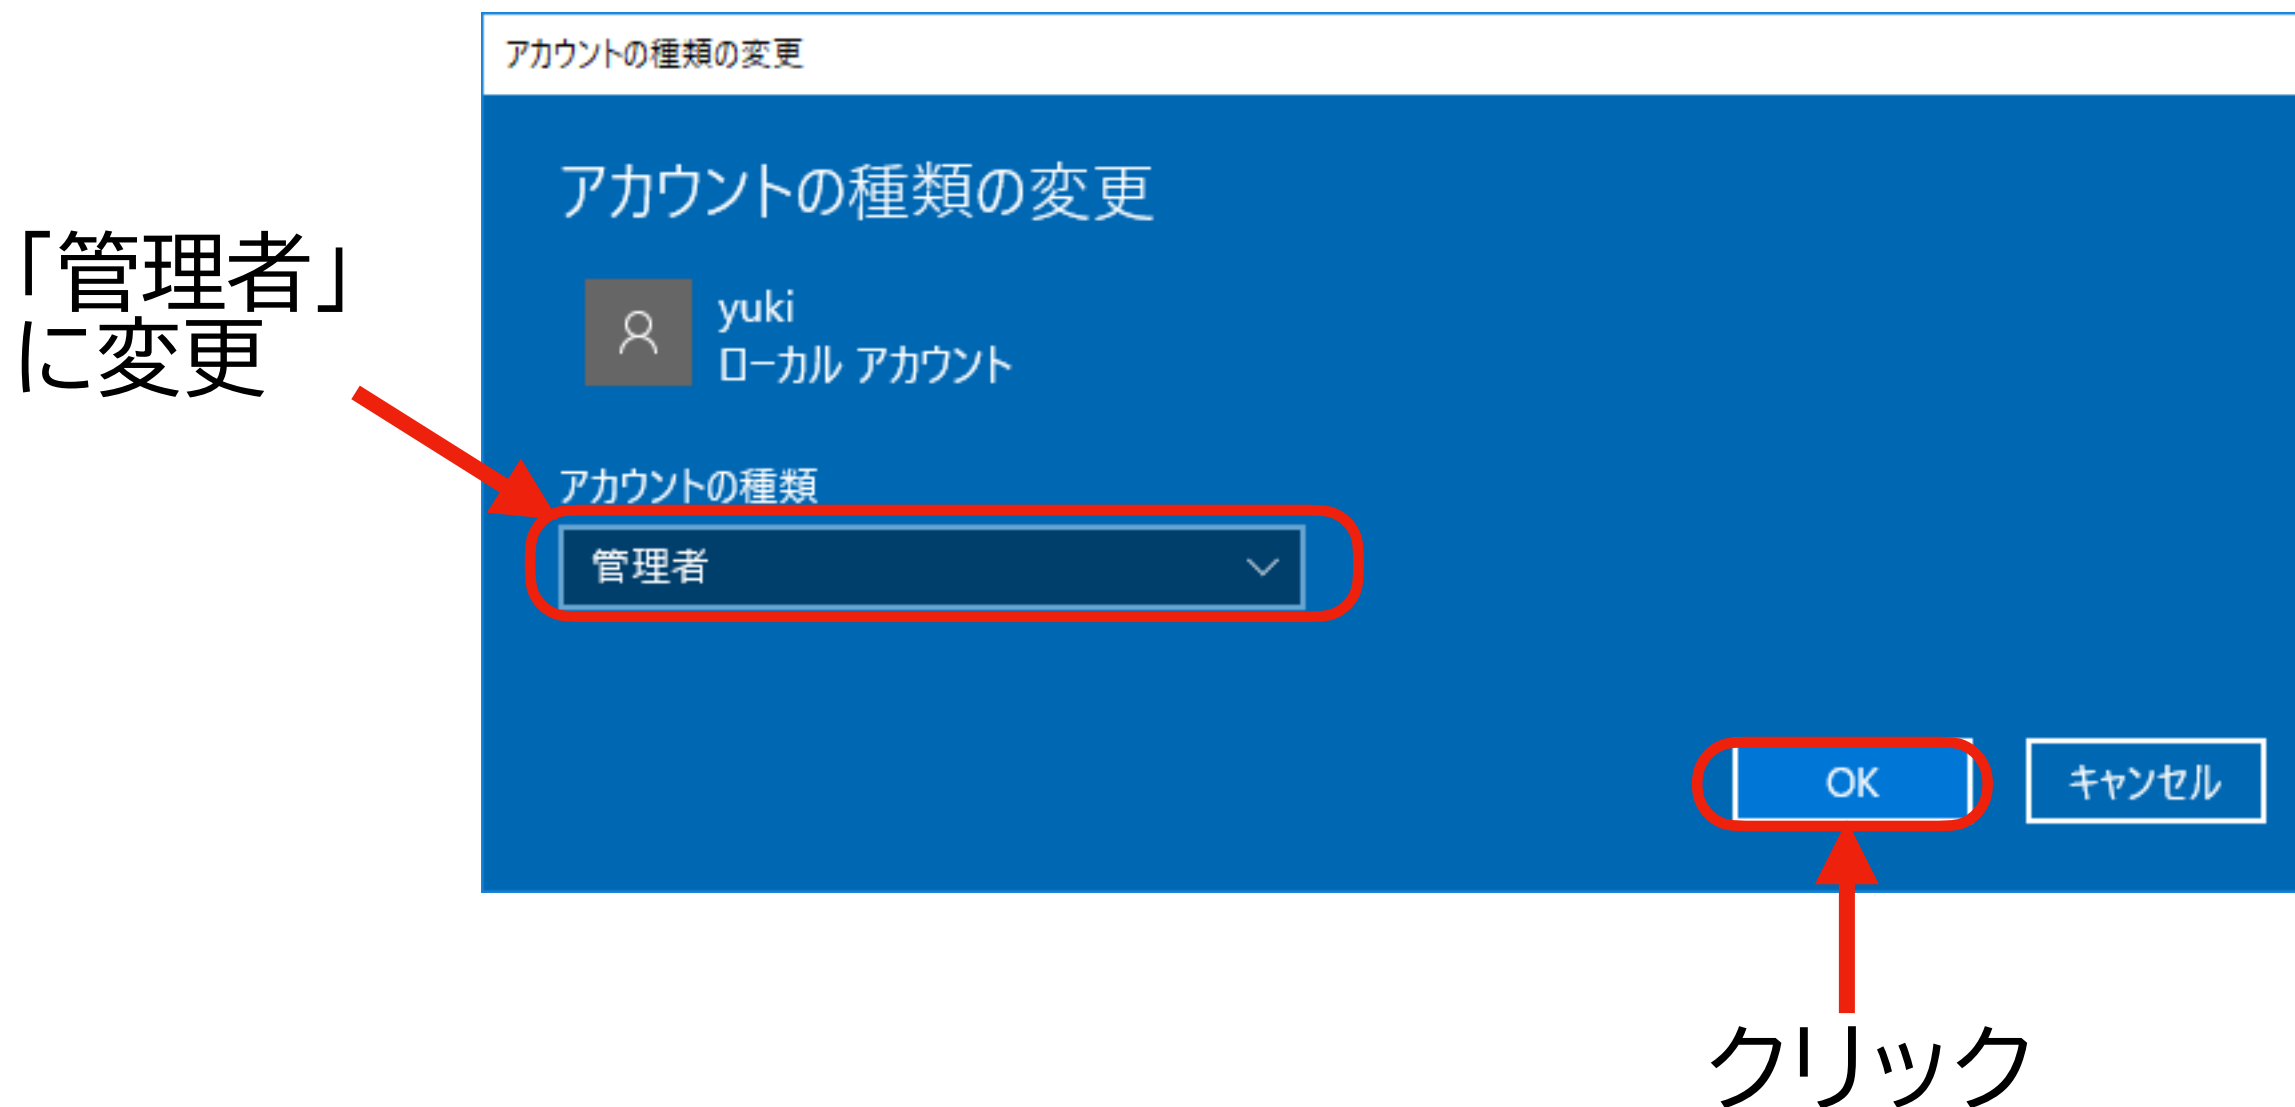 アカウントの種類の変更
アカウントの種類の変更
「管理者」
に変更
yuki
ローカル アカウント
アカウントの種類
管理者
OK
キャンセル
クリック